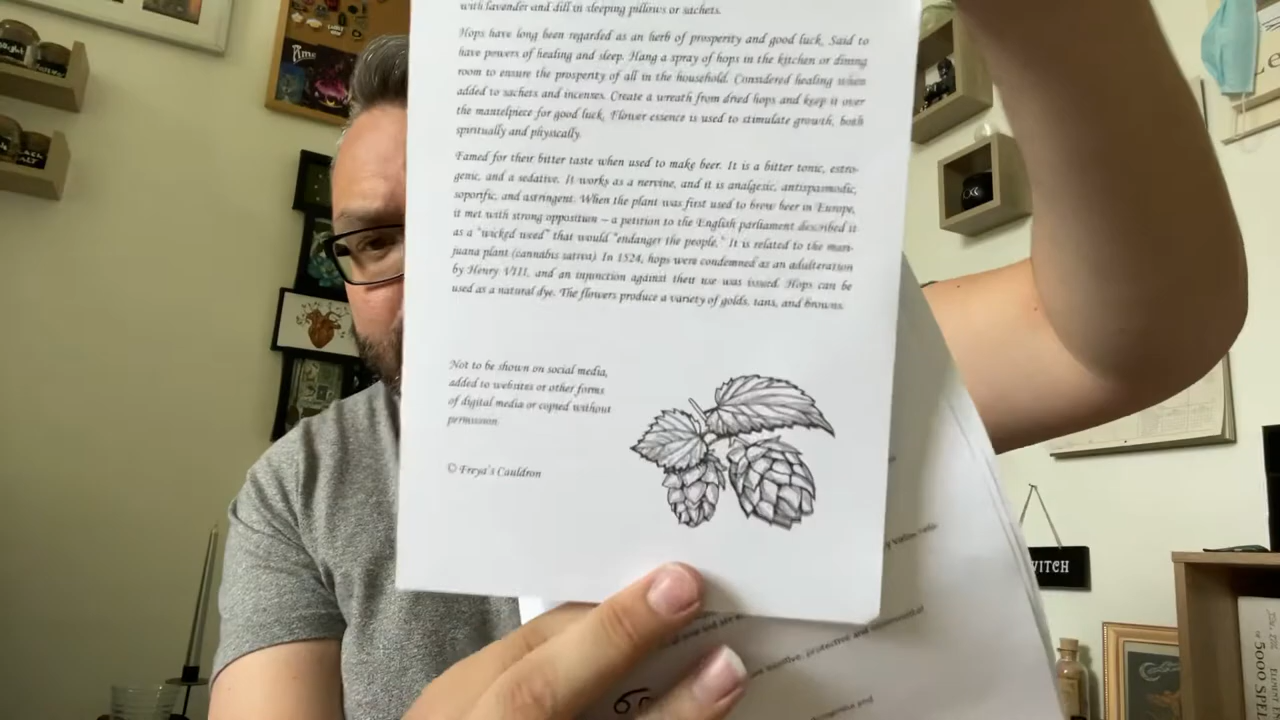 with lavender and dill in sleeping pillows or sachets.
Hops have long been regarded as an herb of prosperity and good luck. Said to
have powers of healing and sleep. Hang a spray of hops in the kitchen or dining
room to ensure the prosperity of all in the household. Considered healing when
added to sachets and incenses. Create a wreath from dried hops and keep it over
the mantelpiece for good luck. Flower essence is used to stimulate growth, both
spiritually and physically.
Famed for their bitter taste when used to make beer. It is a bitter tonic, estro-
genic, and a sedative. It works as a nervine, and it is analgesic, antispasmodic,
soporific, and astringent. When the plant was first used to brew beer in Europe,
it met with strong opposition – a petition to the English parliament described it
as a "wicked weed" that would "endanger the people." It is related to the mari-
juana plant (cannabis sativa). In 1524, hops were condemned as an adulteration
by Henry VIII, and an injunction against their use was issued. Hops can be
used as a natural dye. The flowers produce a variety of golds, tans, and browns.
Not to be shown on social media,
added to websites or other forms
of digital media or copied without
permission.
© Freya's Cauldron
protective and
and
ITCH
5000 SPEL
Le